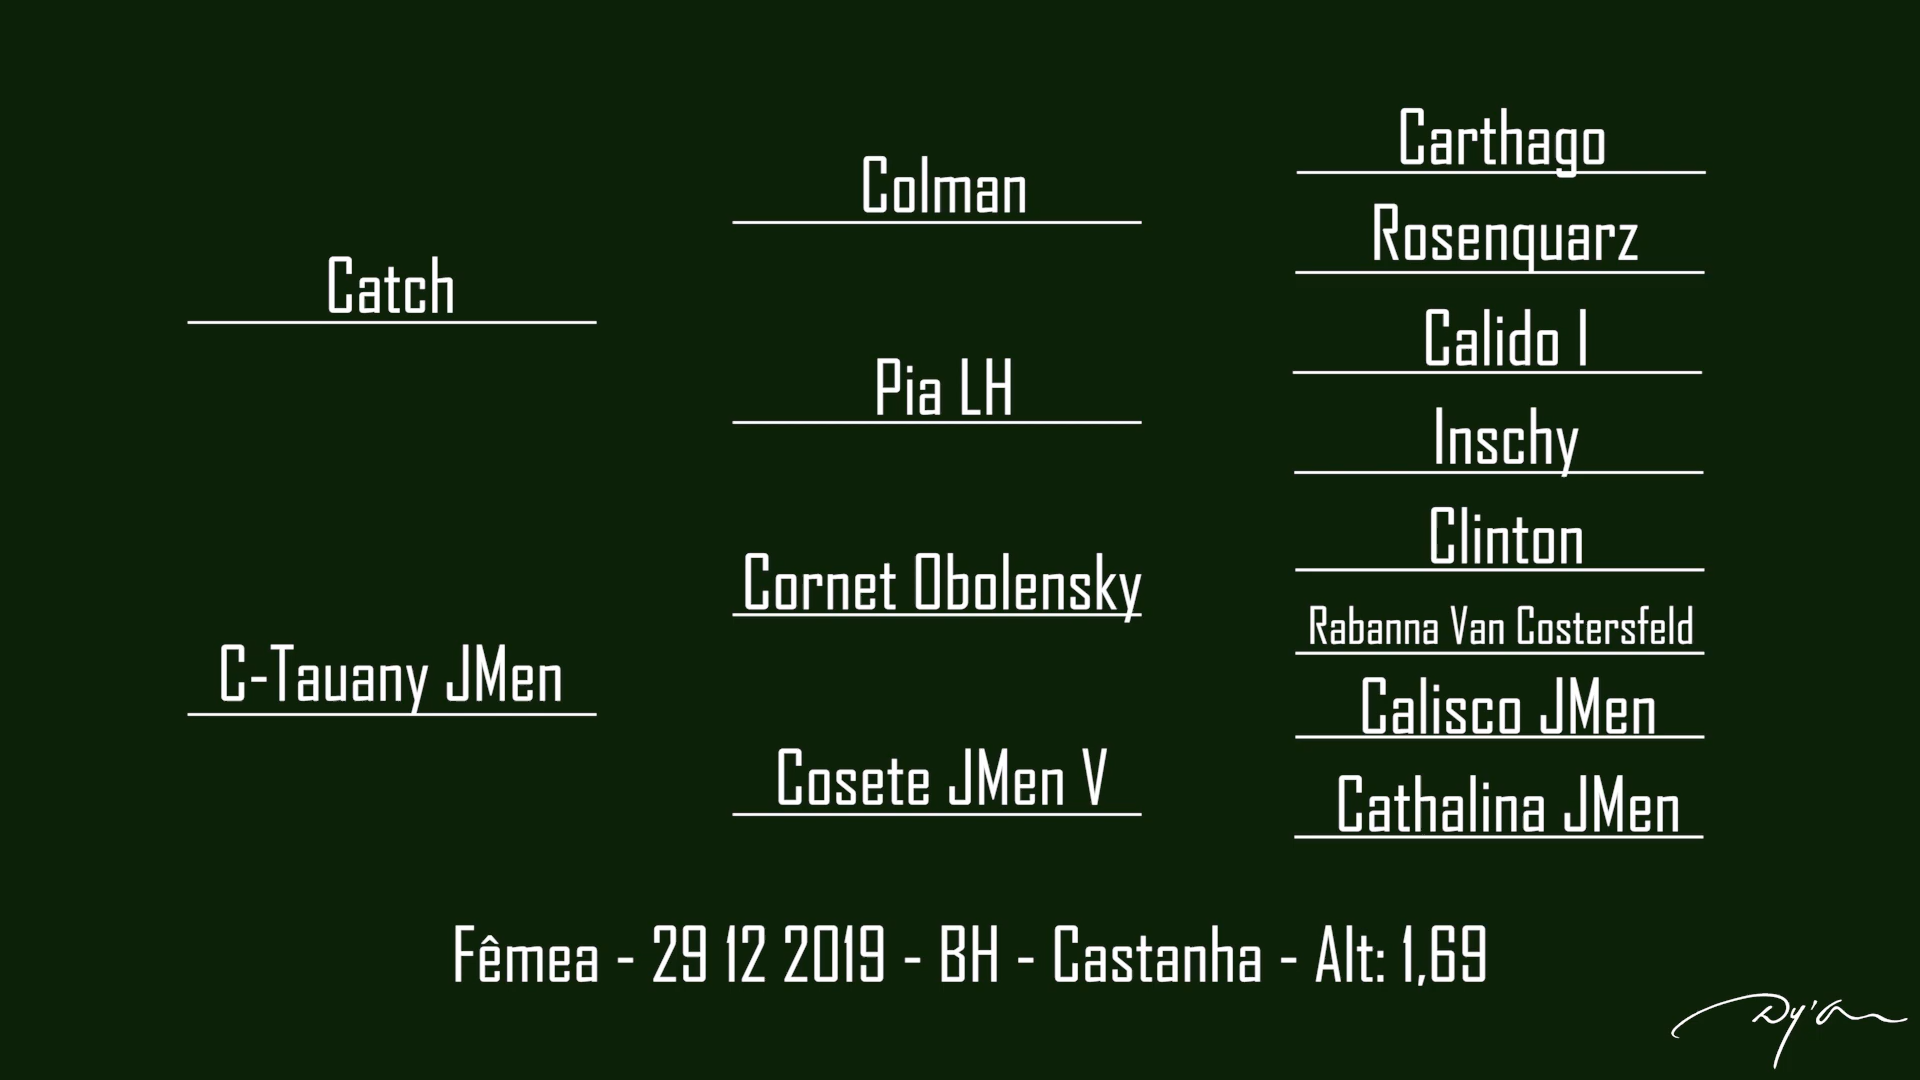 Catch
C-Tauany JMen
Colman
Pia LH
Cornet Obolensky
Cosete JMen V
Carthago
Rosenquarz
Calido I
Inschy
Clinton
Rabanna Van Costersfeld
Calisco JMen
Cathalina JMen
Fêmea - 29 12 2019 - BH - Castanha - Alt: 1,69